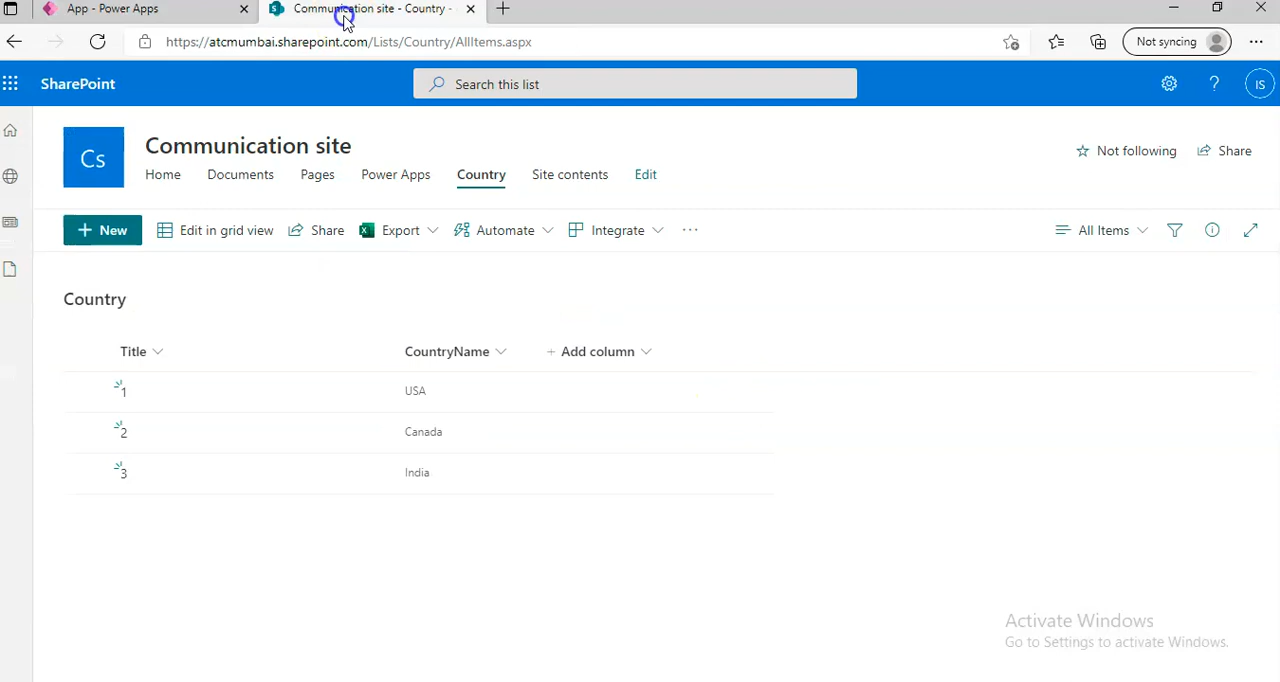 App - Power Apps
Communication site - Country -
https://atcmumbai.sharepoint.com/Lists/Country/AllItems.aspx
Not syncing
SharePoint
Search this list
IS
Cs
Communication site
Not following
Share
Home
Documents
Pages
Power Apps
Country
Edit
Site contents
+ New
Edit in grid view
Share
Export
Automate
Integrate
...
All Items
Country
Title
CountryName
+ Add column
1
USA
2
Canada
3
India
Activate Windows
Go to Settings to activate Windows.